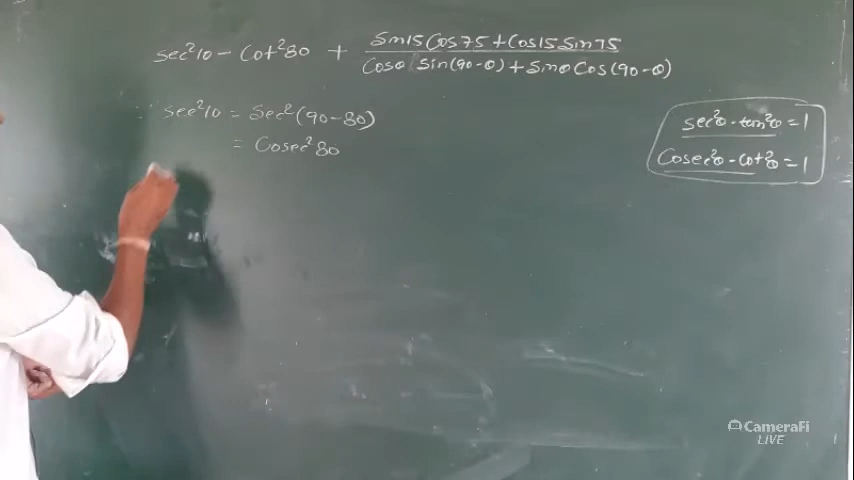 sec²10 - cot²80 + Sin15 Cos75 + Cos15 Sin75
Cosθ Sin(90-θ) + Sinθ Cos(90-θ)
∵ sec²10 = Sec²(90-80)
= Cosec²80
sec²θ - tan²θ = 1
Cosec²θ - cot²θ = 1
CameraFi
LIVE